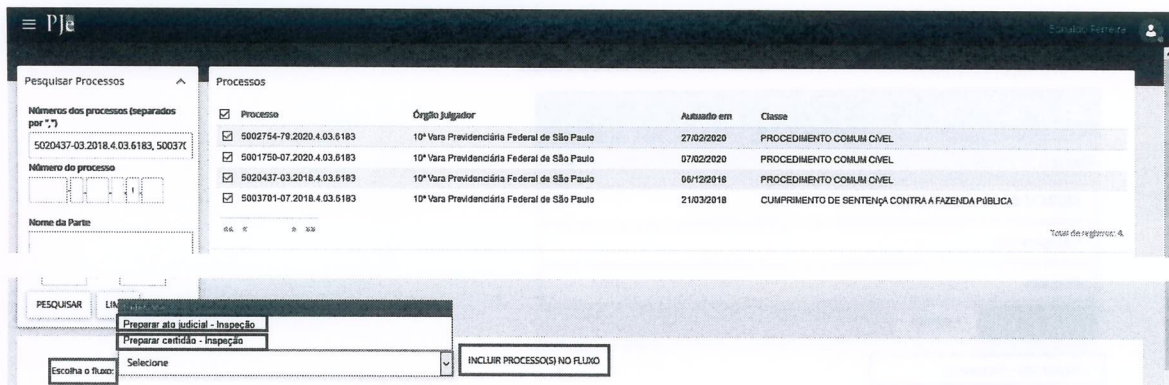 PJe
Ronaldo Ferreira
Pesquisar Processos
Processos
Números dos processos (separados por ",")
5020437-03.2018.4.03.6183, 500370
Número do processo
Nome da Parte
Processo Órgão Julgador Autuado em Classe
5002754-79.2020.4.03.6183 10ª Vara Previdenciária Federal de São Paulo 27/02/2020 PROCEDIMENTO COMUM CÍVEL
5001750-07.2020.4.03.6183 10ª Vara Previdenciária Federal de São Paulo 07/02/2020 PROCEDIMENTO COMUM CÍVEL
5020437-03.2018.4.03.6183 10ª Vara Previdenciária Federal de São Paulo 06/12/2018 PROCEDIMENTO COMUM CÍVEL
5003701-07.2018.4.03.6183 10ª Vara Previdenciária Federal de São Paulo 21/03/2018 CUMPRIMENTO DE SENTENçA CONTRA A FAZENDA PúBLICA
«« « » »»
Total de registros: 4.
PESQUISAR
LIM
Preparar ato judicial - Inspeção
Preparar certidão - Inspeção
Escolha o fluxo:
Selecione
INCLUIR PROCESSO(S) NO FLUXO